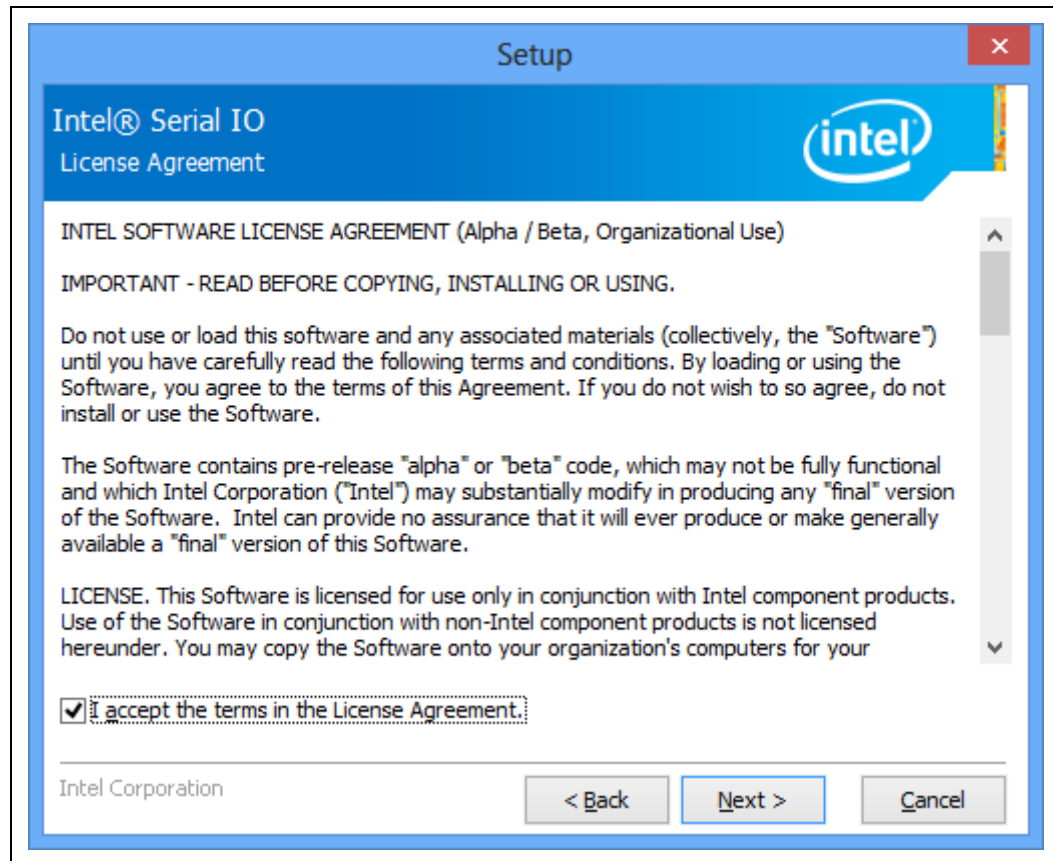 Setup
Intel® Serial IO
License Agreement
intel
INTEL SOFTWARE LICENSE AGREEMENT (Alpha / Beta, Organizational Use)
IMPORTANT - READ BEFORE COPYING, INSTALLING OR USING.
Do not use or load this software and any associated materials (collectively, the "Software")
until you have carefully read the following terms and conditions. By loading or using the
Software, you agree to the terms of this Agreement. If you do not wish to so agree, do not
install or use the Software.
The Software contains pre-release "alpha" or "beta" code, which may not be fully functional
and which Intel Corporation ("Intel") may substantially modify in producing any "final" version
of the Software.  Intel can provide no assurance that it will ever produce or make generally
available a "final" version of this Software.
LICENSE. This Software is licensed for use only in conjunction with Intel component products.
Use of the Software in conjunction with non-Intel component products is not licensed
hereunder. You may copy the Software onto your organization's computers for your
I accept the terms in the License Agreement.
Intel Corporation
< Back
Next >
Cancel